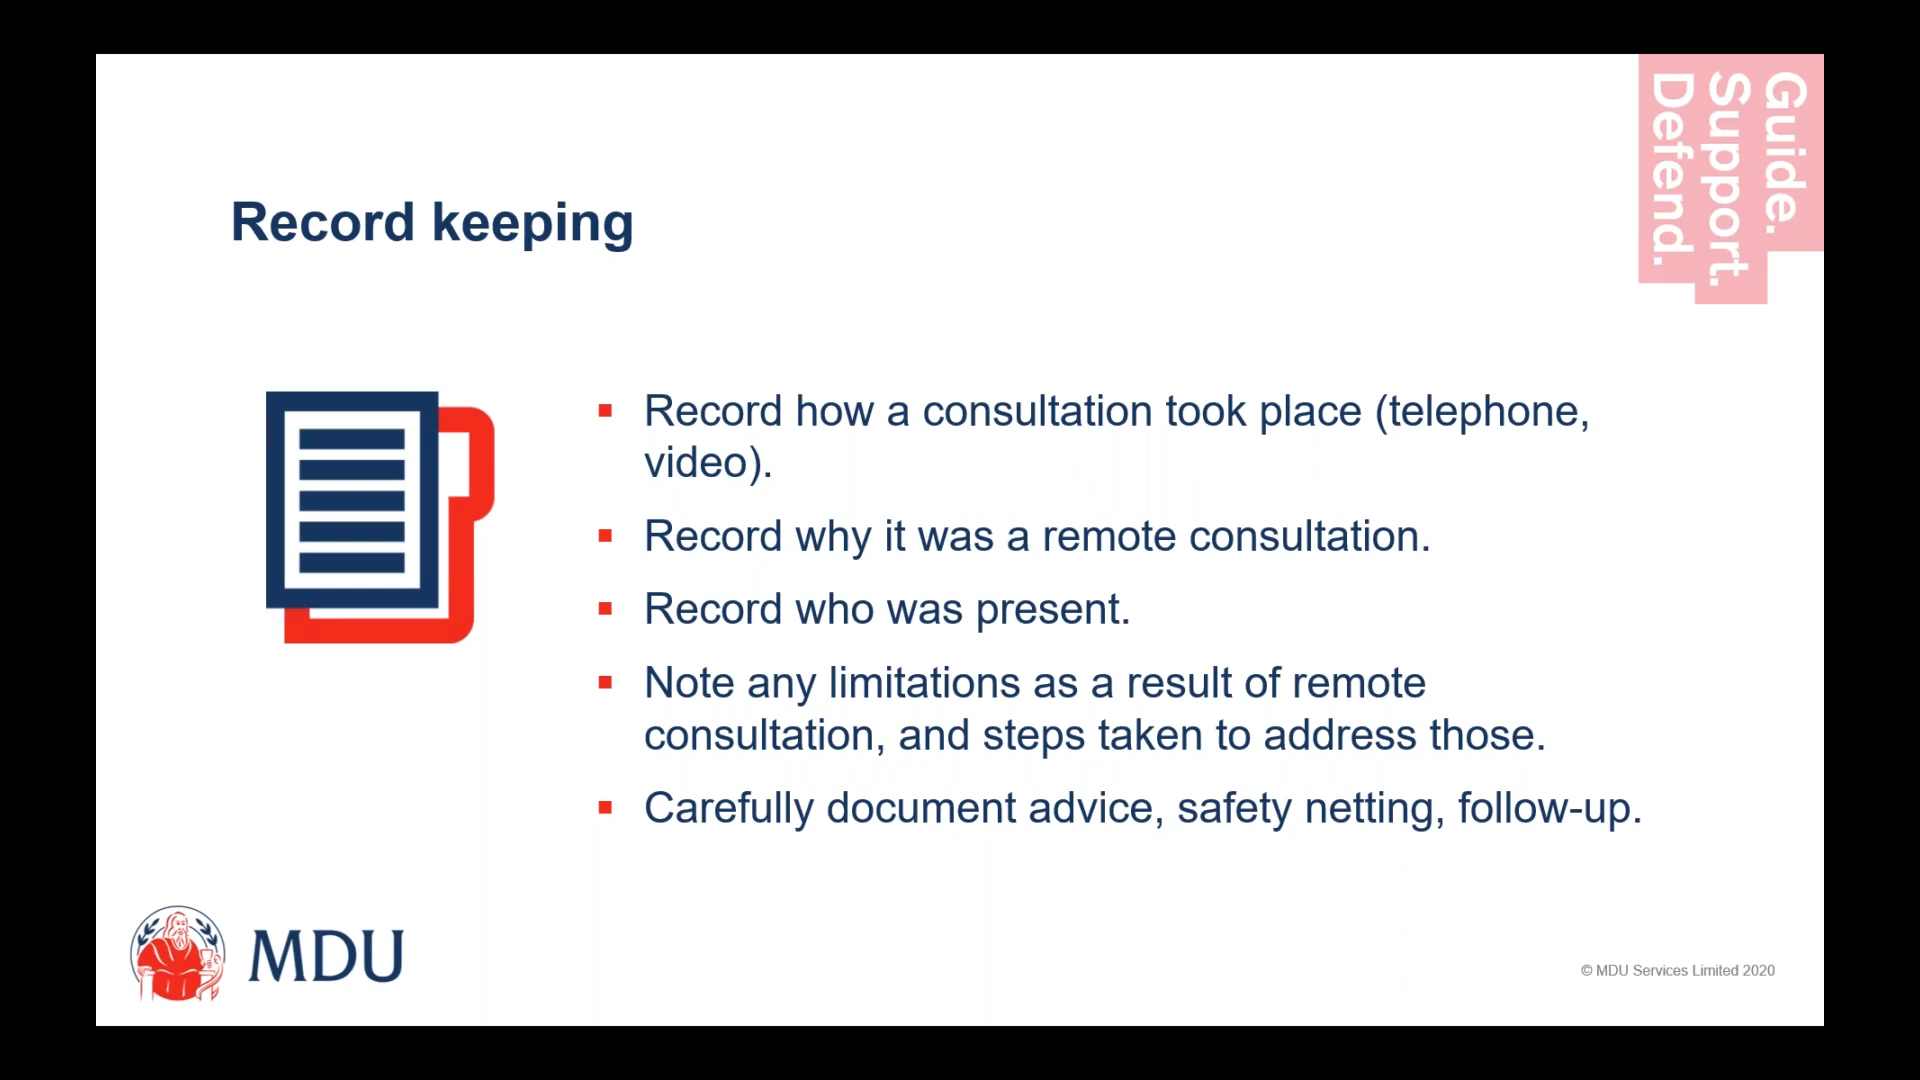 Guide.
Support.
Defend.
Record keeping
Record how a consultation took place (telephone,
video).
Record why it was a remote consultation.
Record who was present.
Note any limitations as a result of remote
consultation, and steps taken to address those.
Carefully document advice, safety netting, follow-up.
MDU
© MDU Services Limited 2020